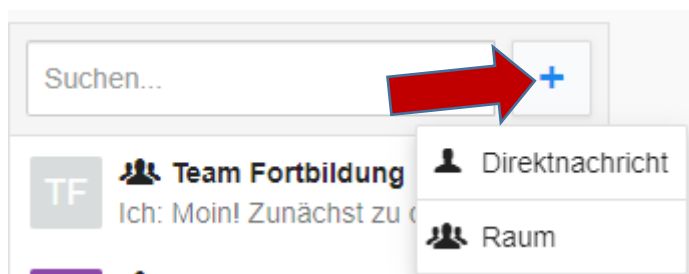 Suchen...
+
Direktnachricht
Raum
TF
Team Fortbildung
Ich: Moin! Zunächst zu